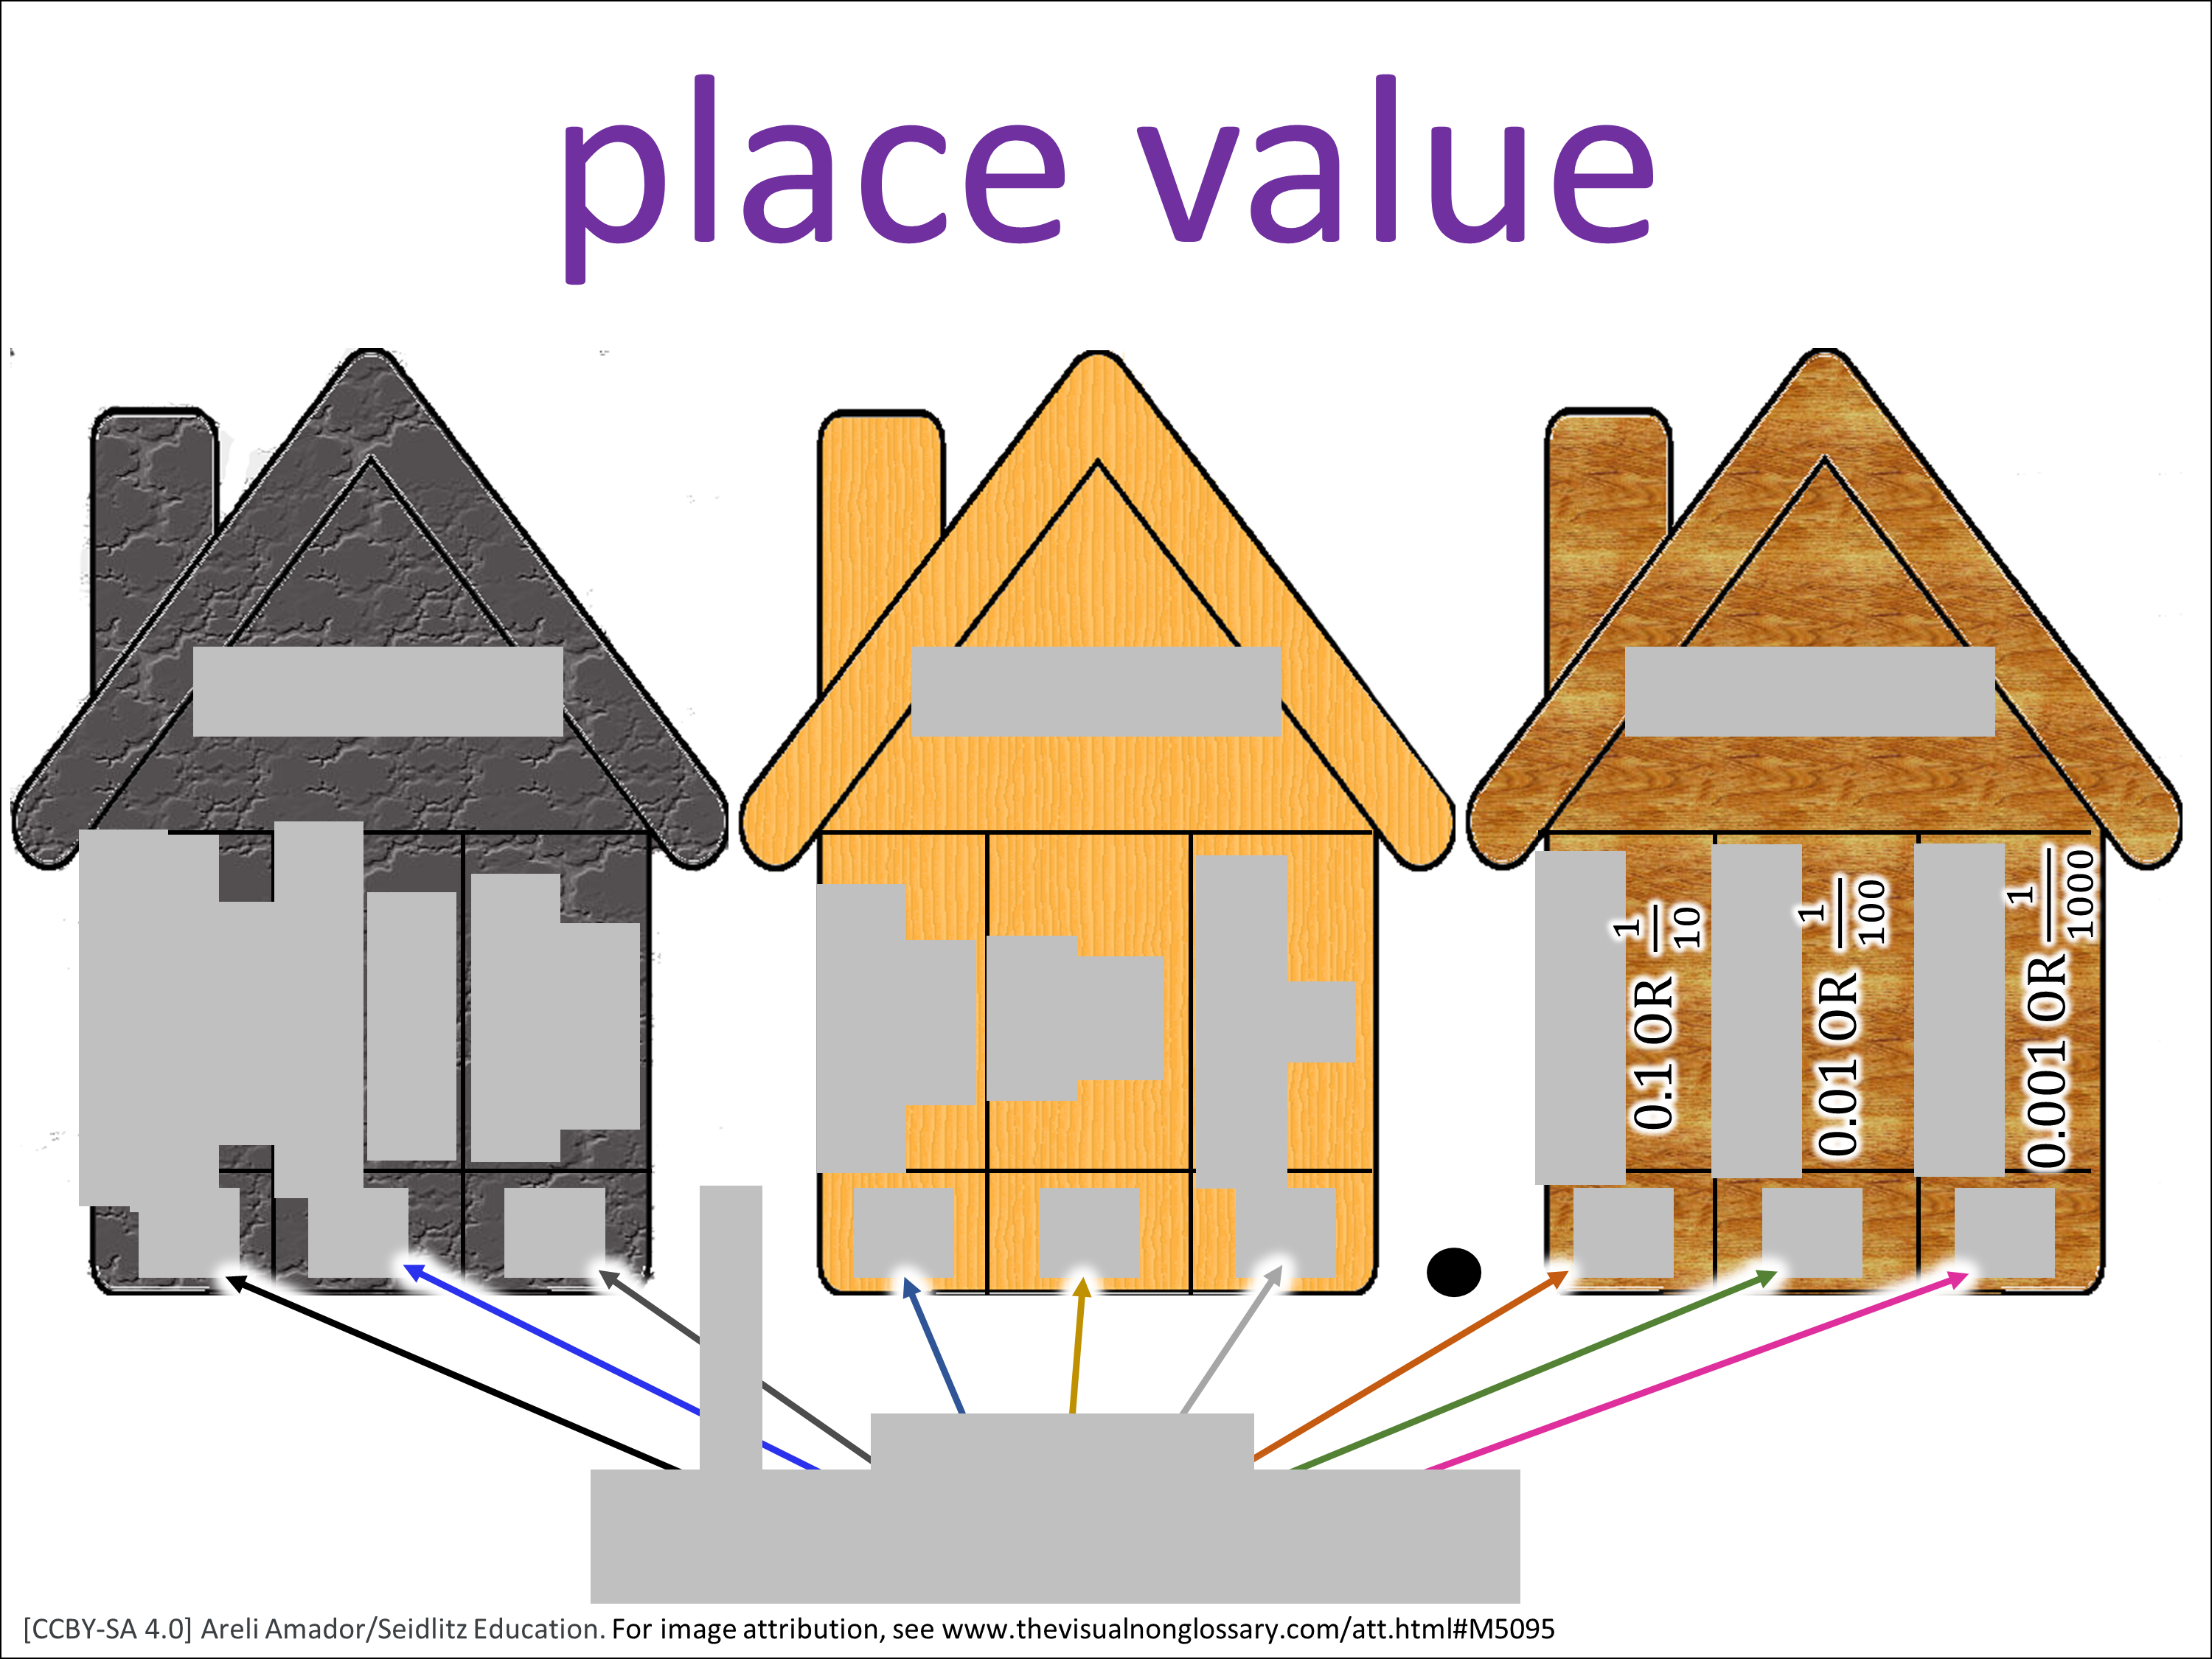 place value
0.1 OR 1/10
0.01 OR 1/100
0.001 OR 1/1000
[CCBY-SA 4.0] Areli Amador/Seidlitz Education. For image attribution, see www.thevisualnonglossary.com/att.html#M5095